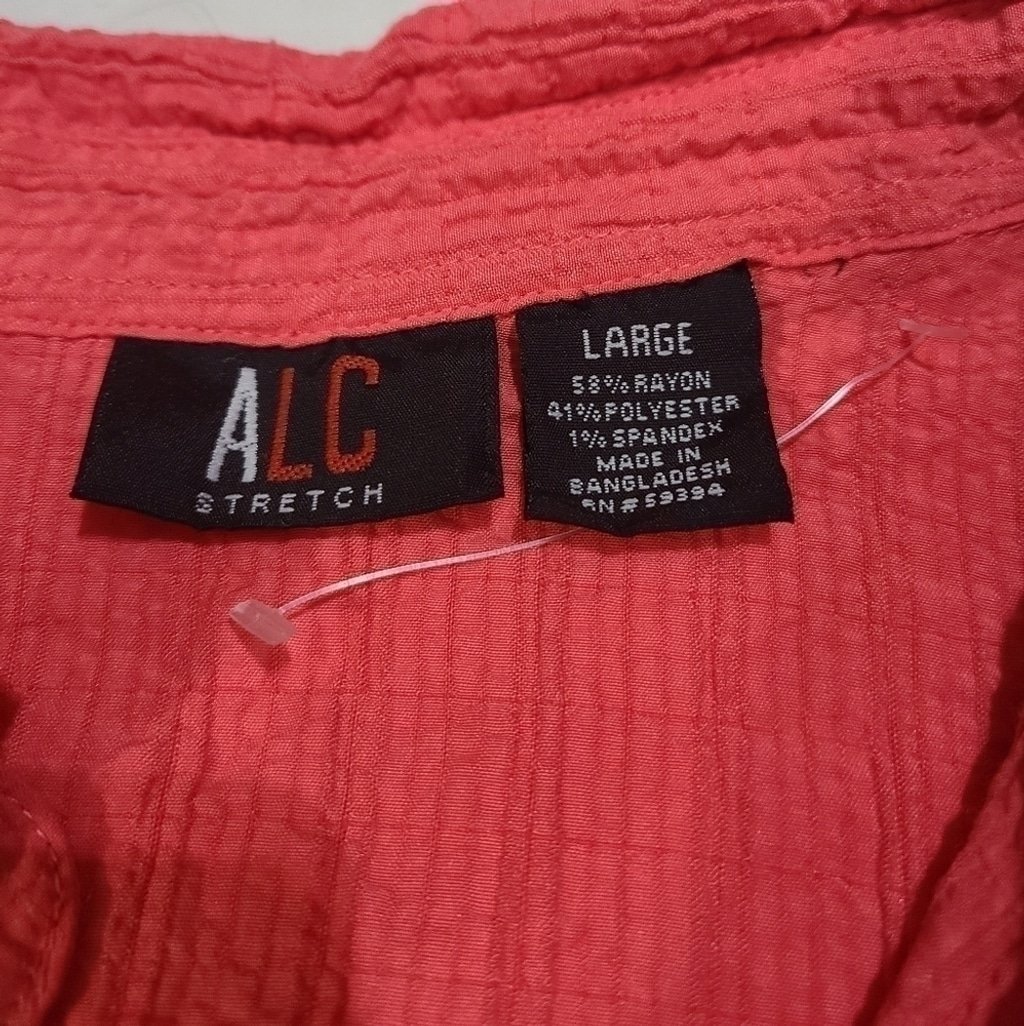 ALC
STRETCH
LARGE
58% RAYON
41% POLYESTER
1% SPANDEX
MADE IN
BANGLADESH
RN # 59394